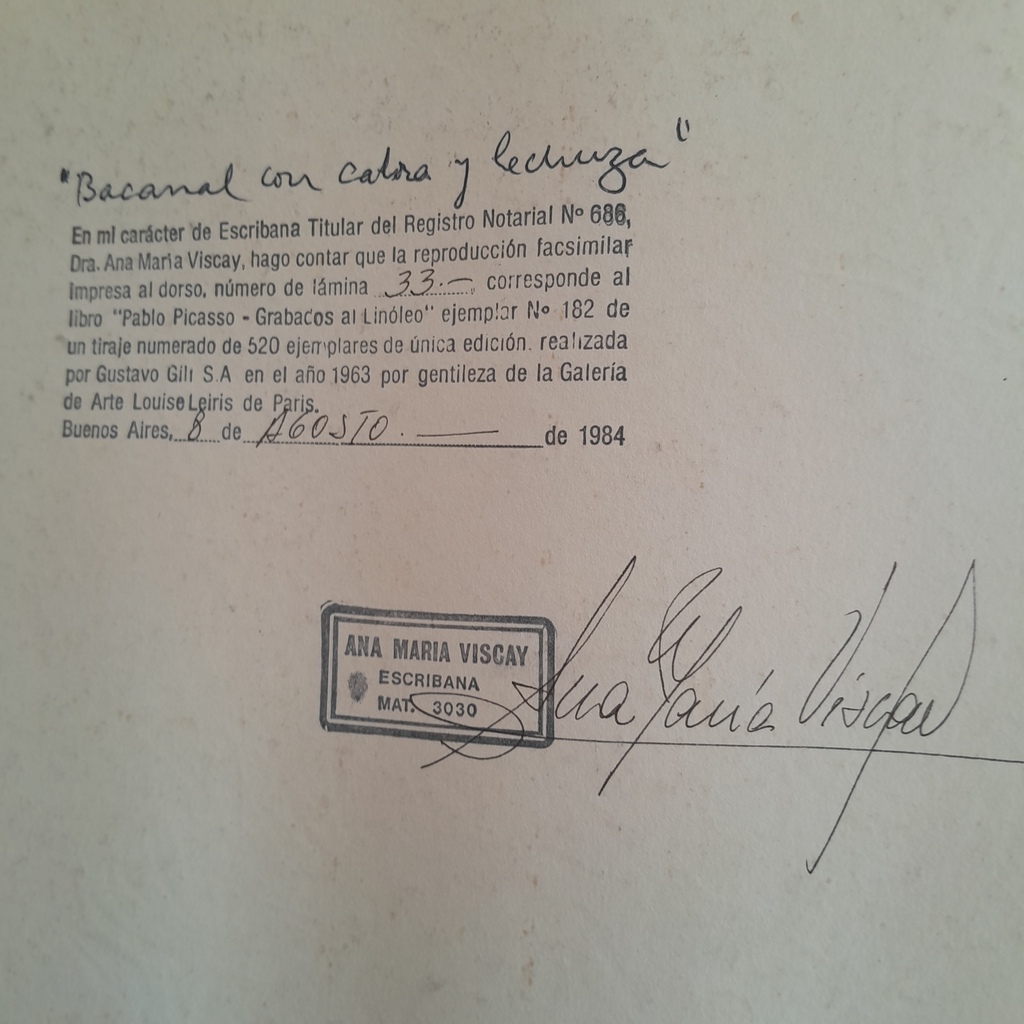 "Bacanal con cabra y lechuza"
En mi carácter de Escribana Titular del Registro Notarial Nº 686,
Dra. Ana Maria Viscay, hago contar que la reproducción facsimilar
impresa al dorso, número de lámina 33.- corresponde al
libro "Pablo Picasso - Grabados al Linóleo" ejemplar Nº 182 de
un tiraje numerado de 520 ejemplares de única edición. realizada
por Gustavo Gili S.A en el año 1963 por gentileza de la Galería
de Arte Louise Leiris de Paris.
Buenos Aires, 8 de AGOSTO. — de 1984
ANA MARIA VISCAY
ESCRIBANA
MAT. 3030
Ana María Viscay